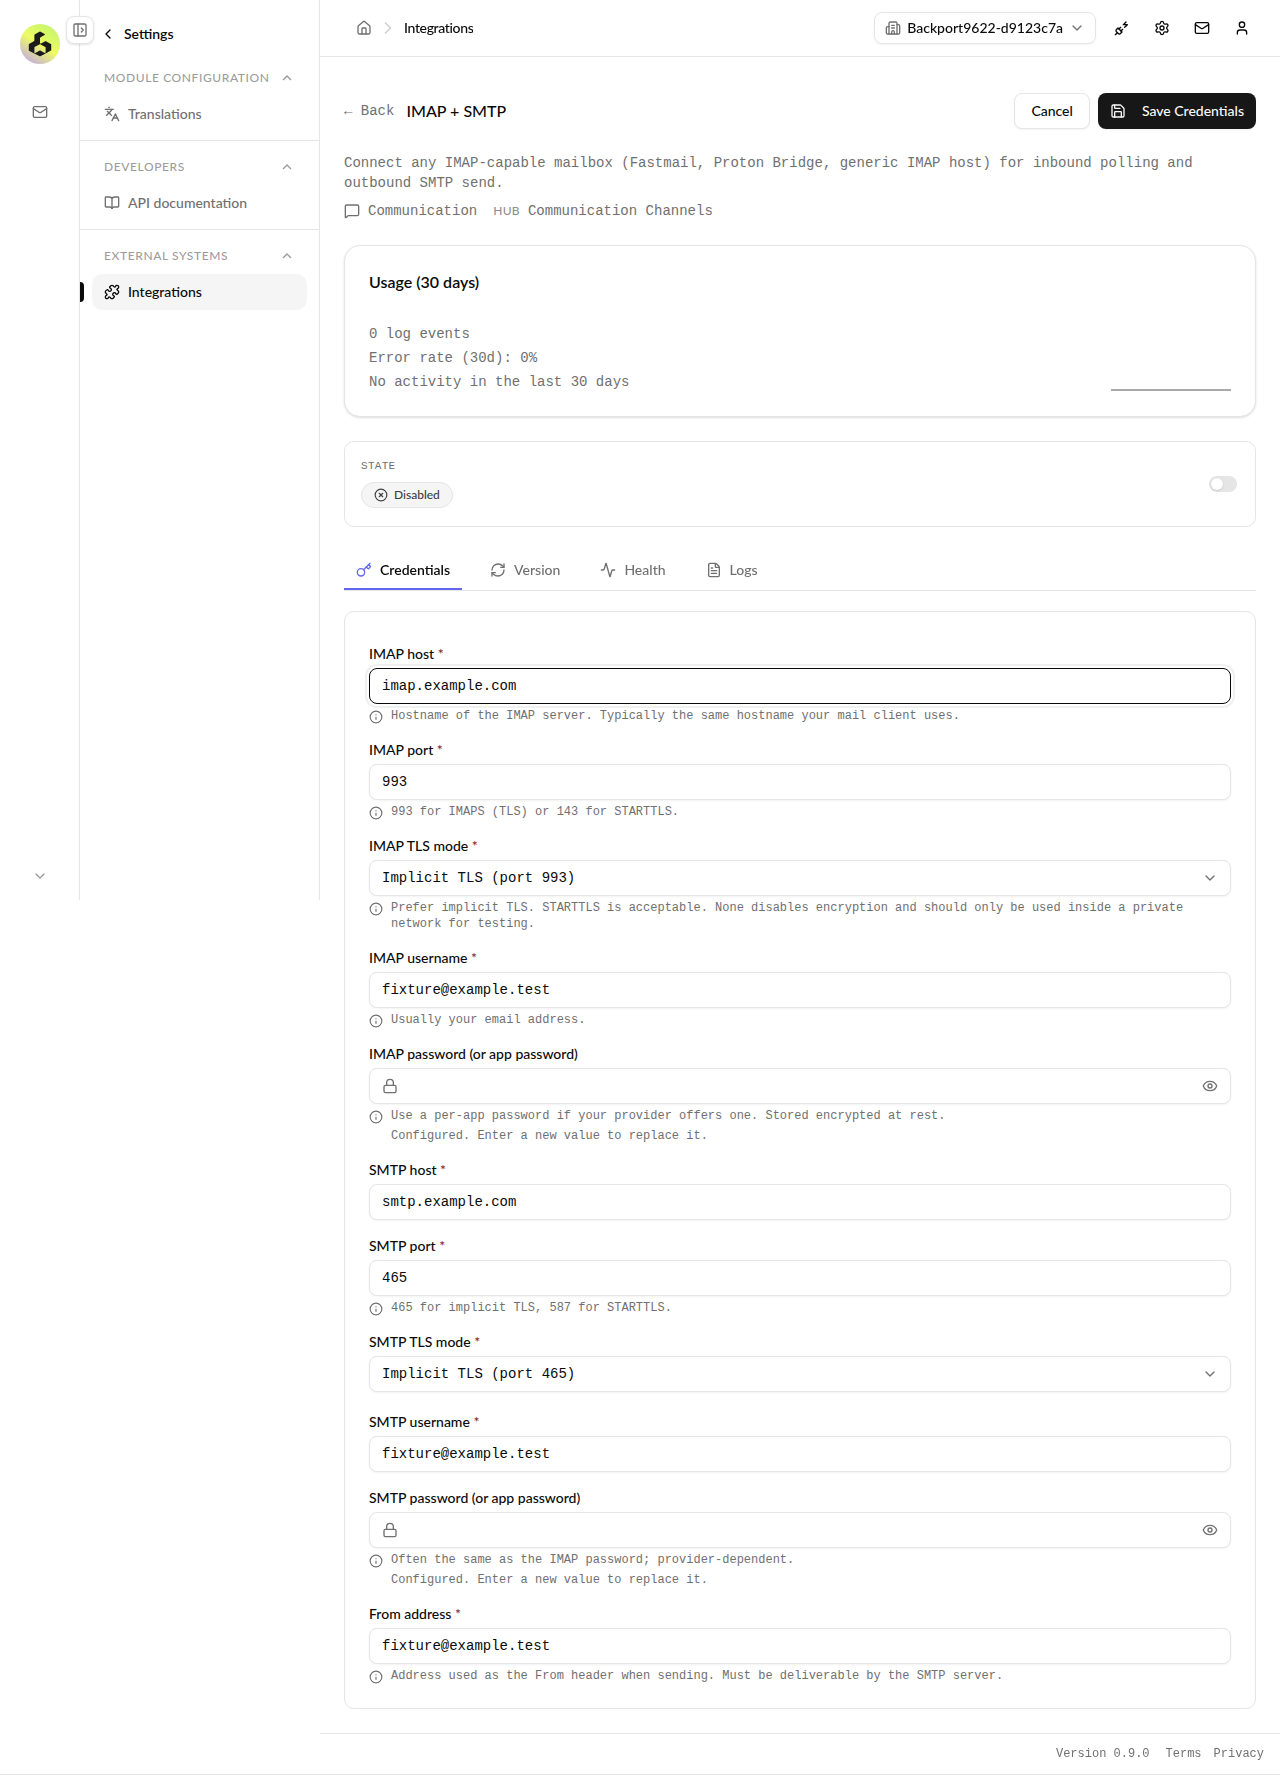 Settings
MODULE CONFIGURATION
Translations
DEVELOPERS
API documentation
EXTERNAL SYSTEMS
Integrations
Integrations
Backport9622-d9123c7a
← Back IMAP + SMTP
Cancel
Save Credentials
Connect any IMAP-capable mailbox (Fastmail, Proton Bridge, generic IMAP host) for inbound polling and
outbound SMTP send.
Communication HUB Communication Channels
Usage (30 days)
0 log events
Error rate (30d): 0%
No activity in the last 30 days
STATE
Disabled
Credentials Version Health Logs
IMAP host *
imap.example.com
Hostname of the IMAP server. Typically the same hostname your mail client uses.
IMAP port *
993
993 for IMAPS (TLS) or 143 for STARTTLS.
IMAP TLS mode *
Implicit TLS (port 993)
Prefer implicit TLS. STARTTLS is acceptable. None disables encryption and should only be used inside a private
network for testing.
IMAP username *
fixture@example.test
Usually your email address.
IMAP password (or app password)
Use a per-app password if your provider offers one. Stored encrypted at rest.
Configured. Enter a new value to replace it.
SMTP host *
smtp.example.com
SMTP port *
465
465 for implicit TLS, 587 for STARTTLS.
SMTP TLS mode *
Implicit TLS (port 465)
SMTP username *
fixture@example.test
SMTP password (or app password)
Often the same as the IMAP password; provider-dependent.
Configured. Enter a new value to replace it.
From address *
fixture@example.test
Address used as the From header when sending. Must be deliverable by the SMTP server.
Version 0.9.0 Terms Privacy